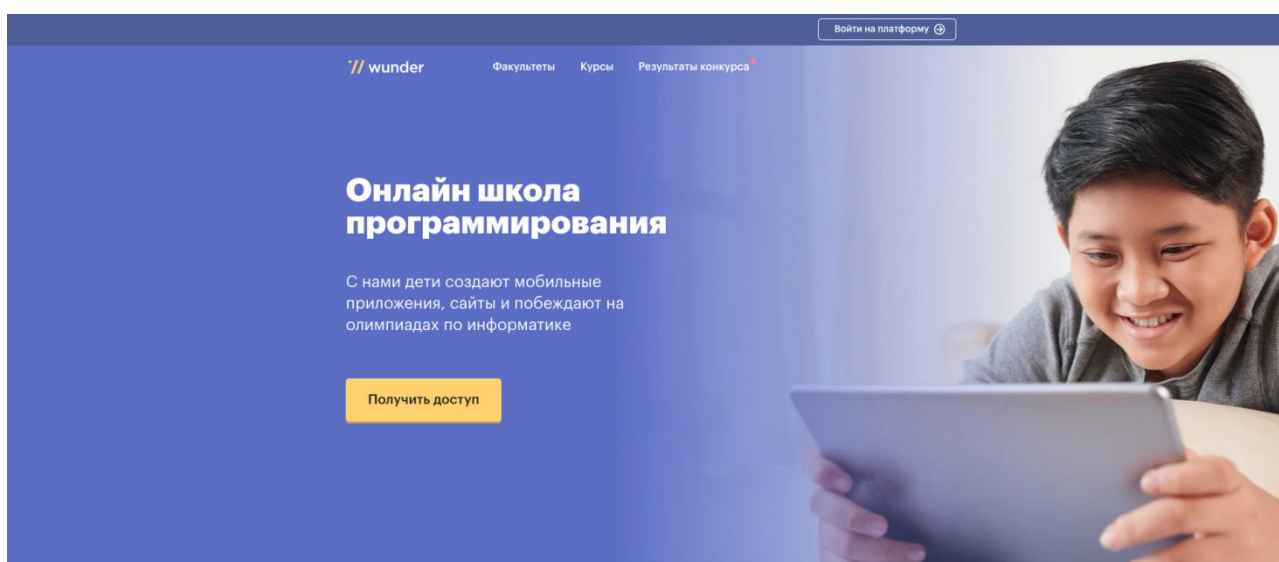 Войти на платформу
wunder
Факультеты Курсы Результаты конкурса
Онлайн школа
программирования
С нами дети создают мобильные
приложения, сайты и побеждают на
олимпиадах по информатике
Получить доступ